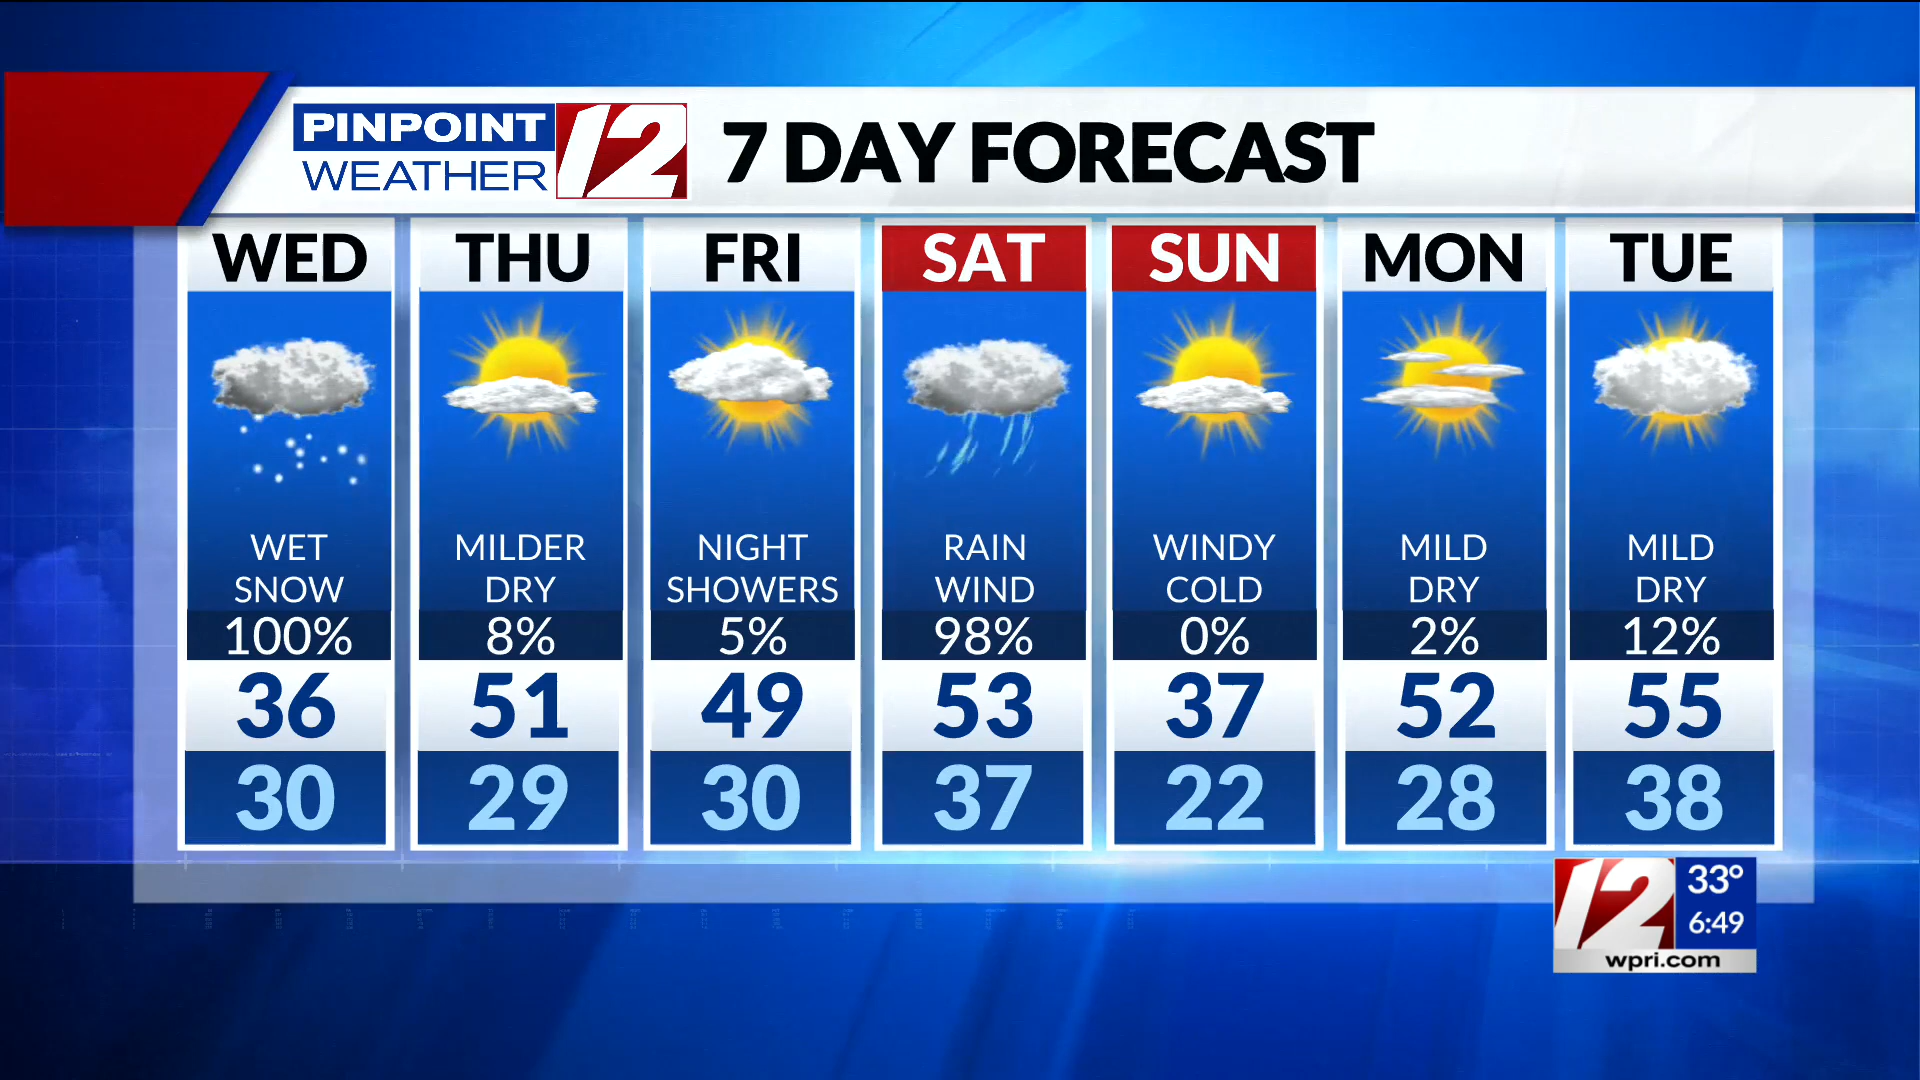 PINPOINT
WEATHER
12
7 DAY FORECAST
WED
THU
FRI
SAT
SUN
MON
TUE
WET
SNOW
MILDER
DRY
NIGHT
SHOWERS
RAIN
WIND
WINDY
COLD
MILD
DRY
MILD
DRY
100%
8%
5%
98%
0%
2%
12%
36
51
49
53
37
52
55
30
29
30
37
22
28
38
12
33°
6:49
wpri.com